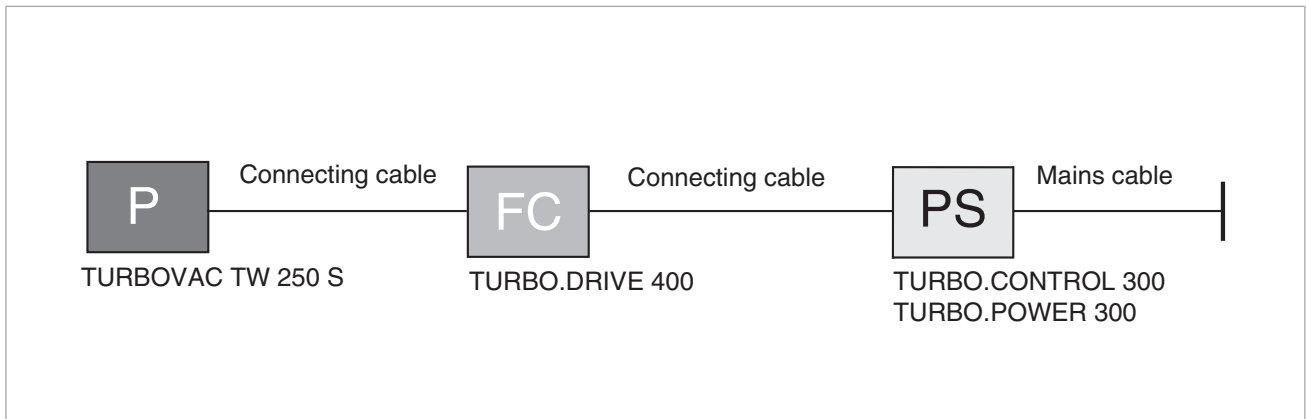 Connecting cable
Connecting cable
Mains cable
P
FC
PS
TURBOVAC TW 250 S
TURBO.DRIVE 400
TURBO.CONTROL 300
TURBO.POWER 300